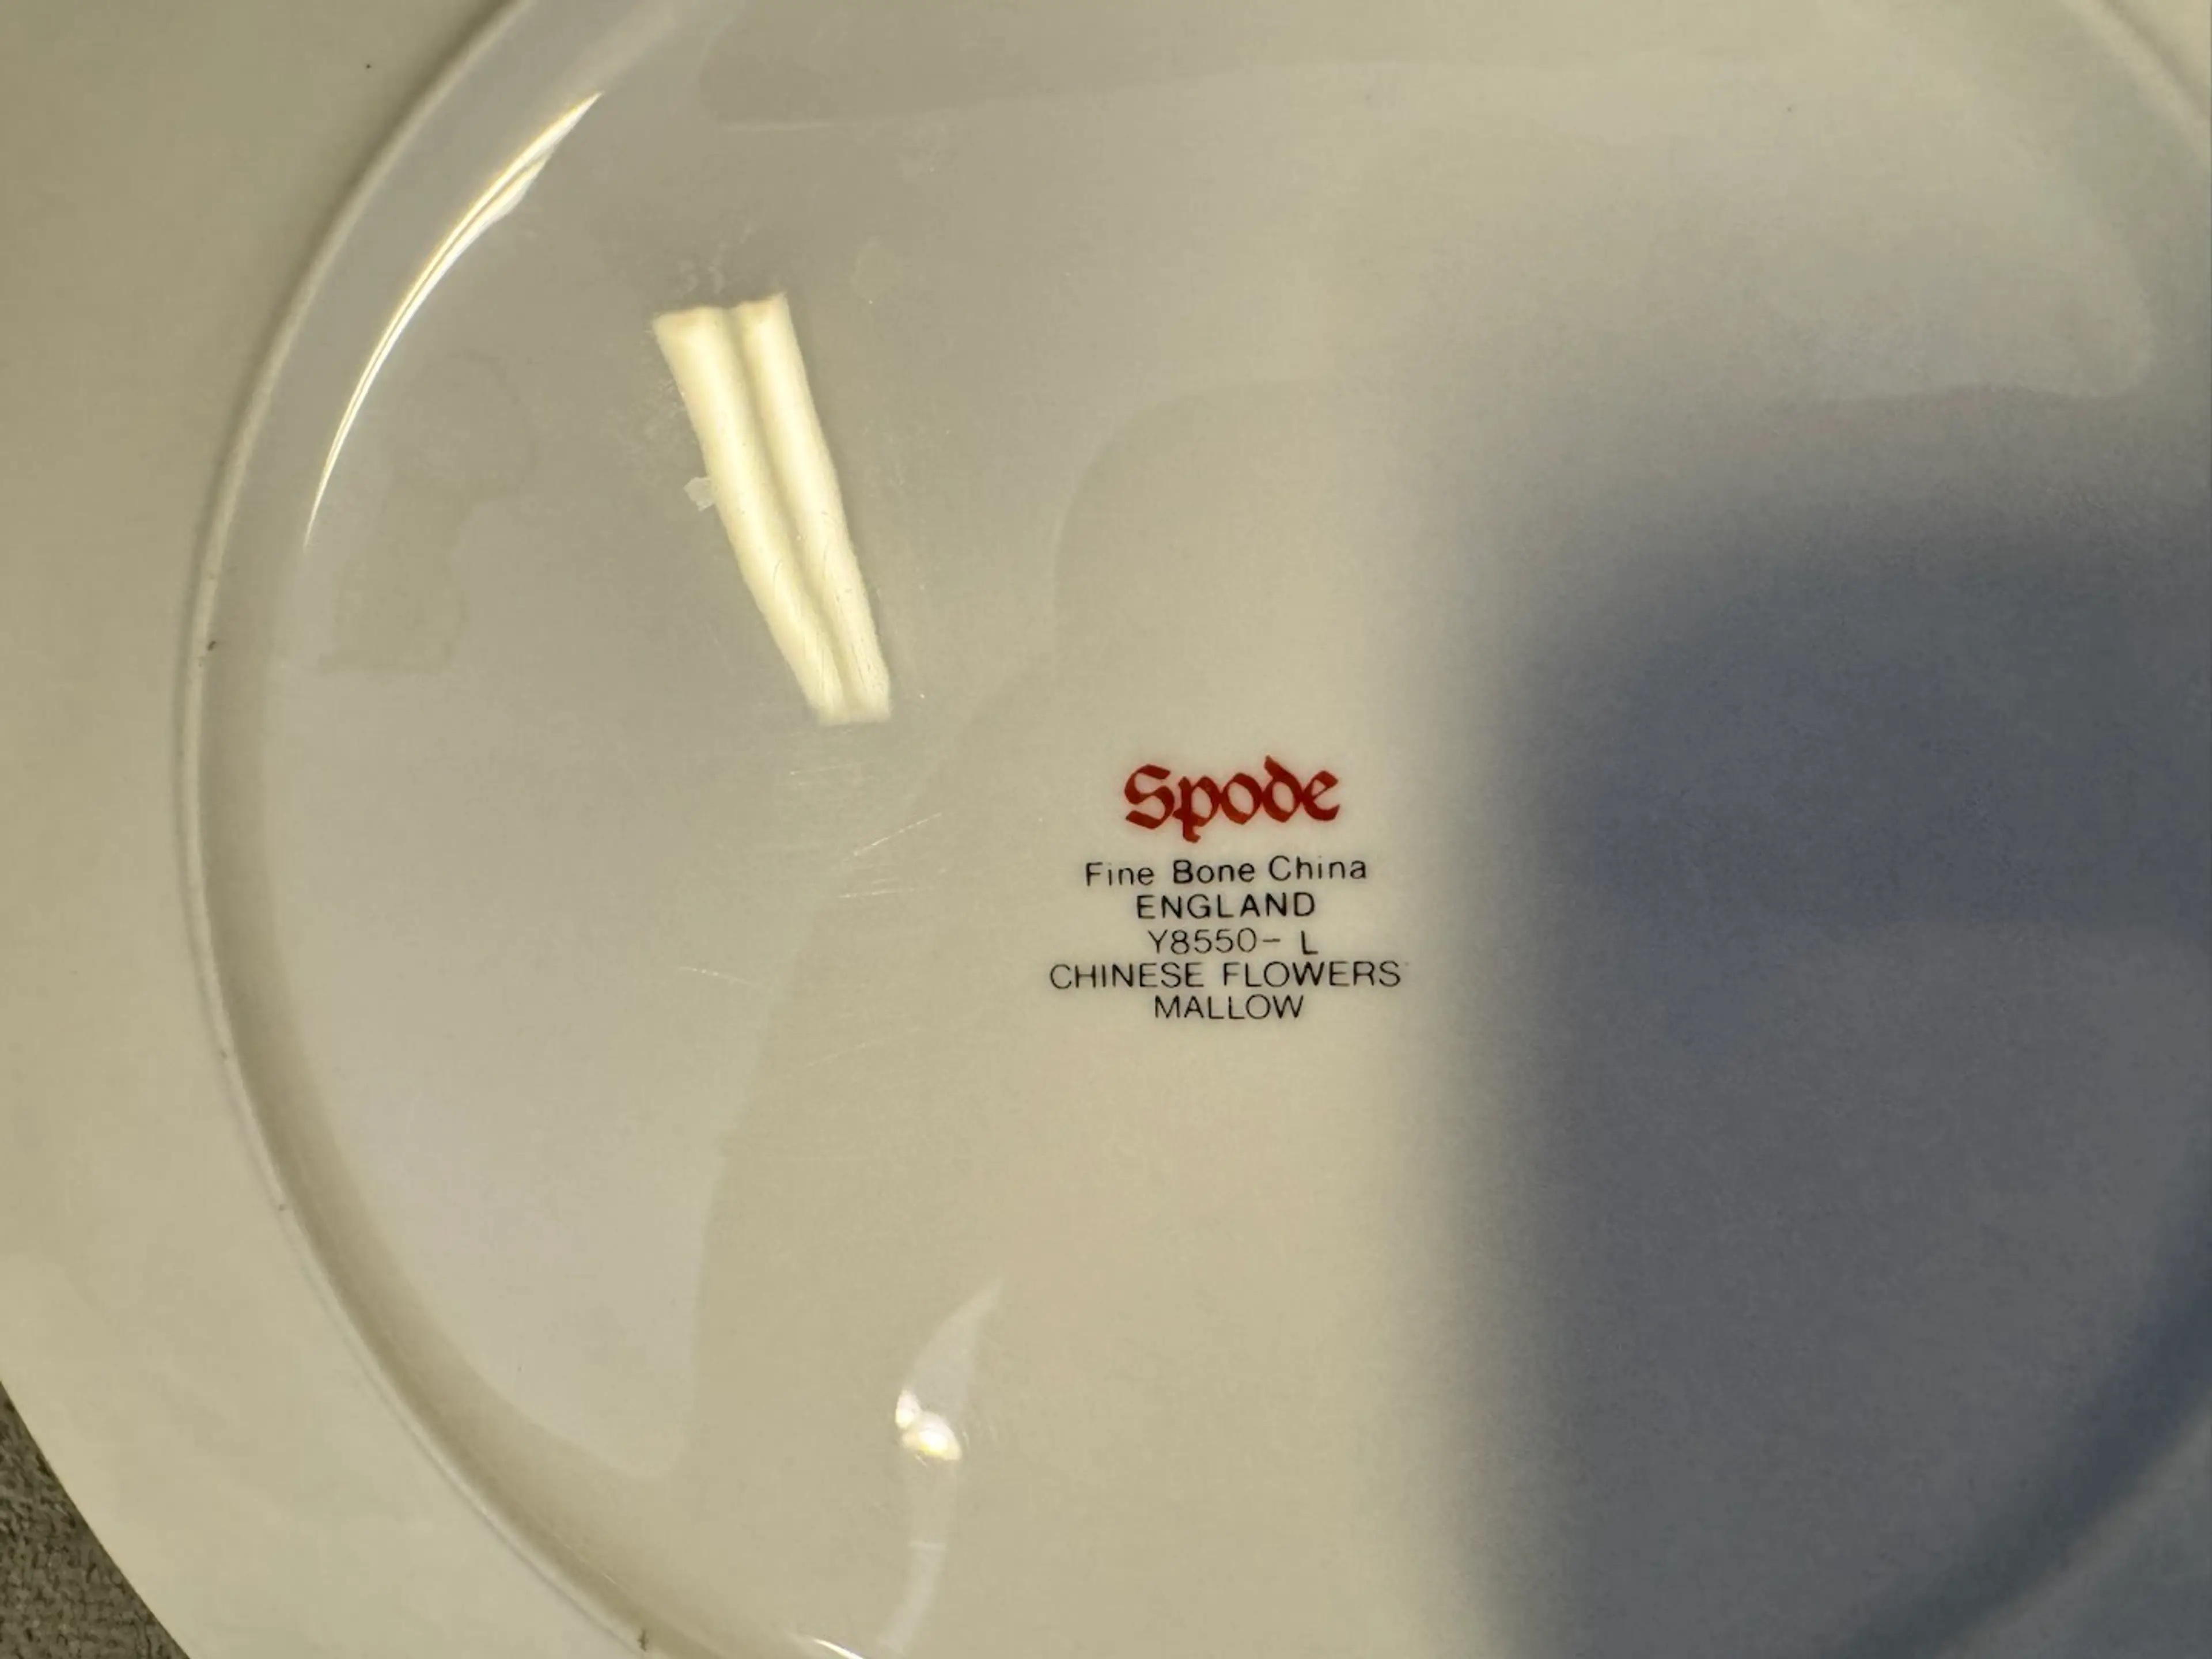 Spode
Fine Bone China
ENGLAND
Y8550- L
CHINESE FLOWERS
MALLOW